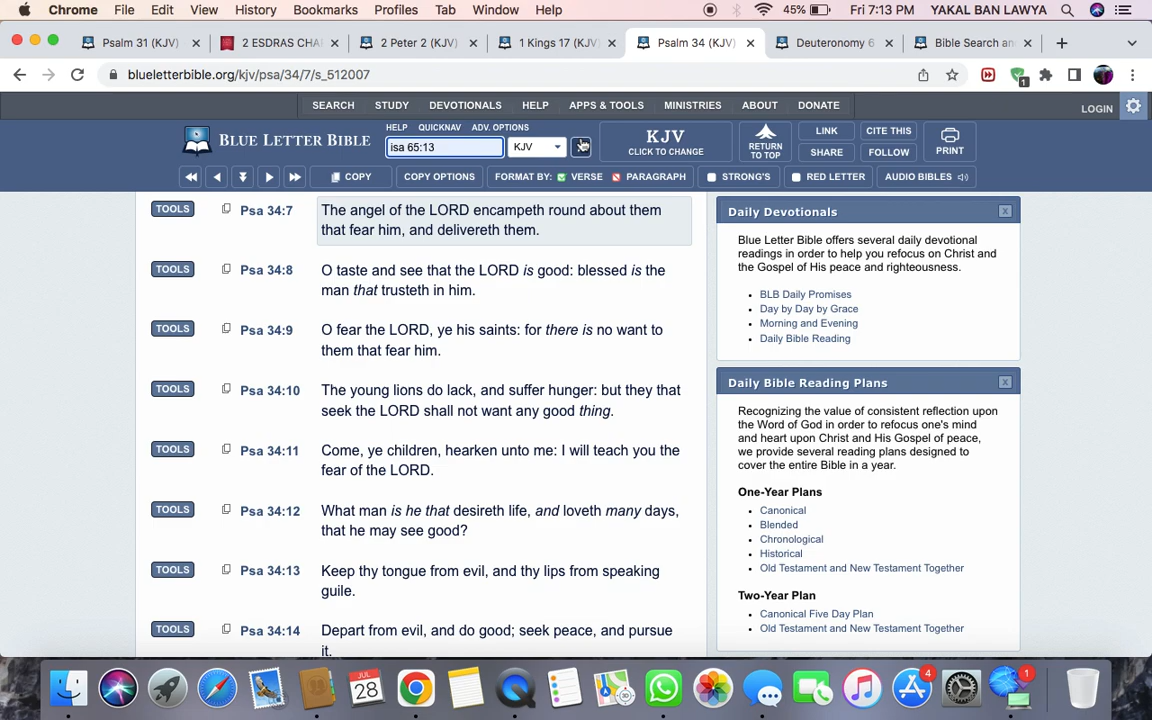 Chrome File Edit View History Bookmarks Profiles Tab Window Help 45% Fri 7:13 PM YAKAL BAN LAWYA
Psalm 31 (KJV) 2 ESDRAS CHA 2 Peter 2 (KJV) 1 Kings 17 (KJV) Psalm 34 (KJV) Deuteronomy 6 Bible Search and
blueletterbible.org/kjv/psa/34/7/s_512007 1
SEARCH STUDY DEVOTIONALS HELP APPS & TOOLS MINISTRIES ABOUT DONATE LOGIN
HELP QUICKNAV ADV. OPTIONS
BLUE LETTER BIBLE isa 65:13 KJV
KJV
CLICK TO CHANGE
RETURN
TO TOP
LINK CITE THIS
SHARE FOLLOW
PRINT
COPY COPY OPTIONS FORMAT BY: VERSE PARAGRAPH STRONG'S RED LETTER AUDIO BIBLES
TOOLS Psa 34:7 The angel of the LORD encampeth round about them
that fear him, and delivereth them.
TOOLS Psa 34:8 O taste and see that the LORD is good: blessed is the
man that trusteth in him.
TOOLS Psa 34:9 O fear the LORD, ye his saints: for there is no want to
them that fear him.
TOOLS Psa 34:10 The young lions do lack, and suffer hunger: but they that
seek the LORD shall not want any good thing.
TOOLS Psa 34:11 Come, ye children, hearken unto me: I will teach you the
fear of the LORD.
TOOLS Psa 34:12 What man is he that desireth life, and loveth many days,
that he may see good?
TOOLS Psa 34:13 Keep thy tongue from evil, and thy lips from speaking
guile.
TOOLS Psa 34:14 Depart from evil, and do good; seek peace, and pursue
it.
Daily Devotionals x
Blue Letter Bible offers several daily devotional
readings in order to help you refocus on Christ and
the Gospel of His peace and righteousness.
BLB Daily Promises
Day by Day by Grace
Morning and Evening
Daily Bible Reading
Daily Bible Reading Plans x
Recognizing the value of consistent reflection upon
the Word of God in order to refocus one's mind
and heart upon Christ and His Gospel of peace,
we provide several reading plans designed to
cover the entire Bible in a year.
One-Year Plans
Canonical
Blended
Chronological
Historical
Old Testament and New Testament Together
Two-Year Plan
Canonical Five Day Plan
Old Testament and New Testament Together
JUL
28
4
1